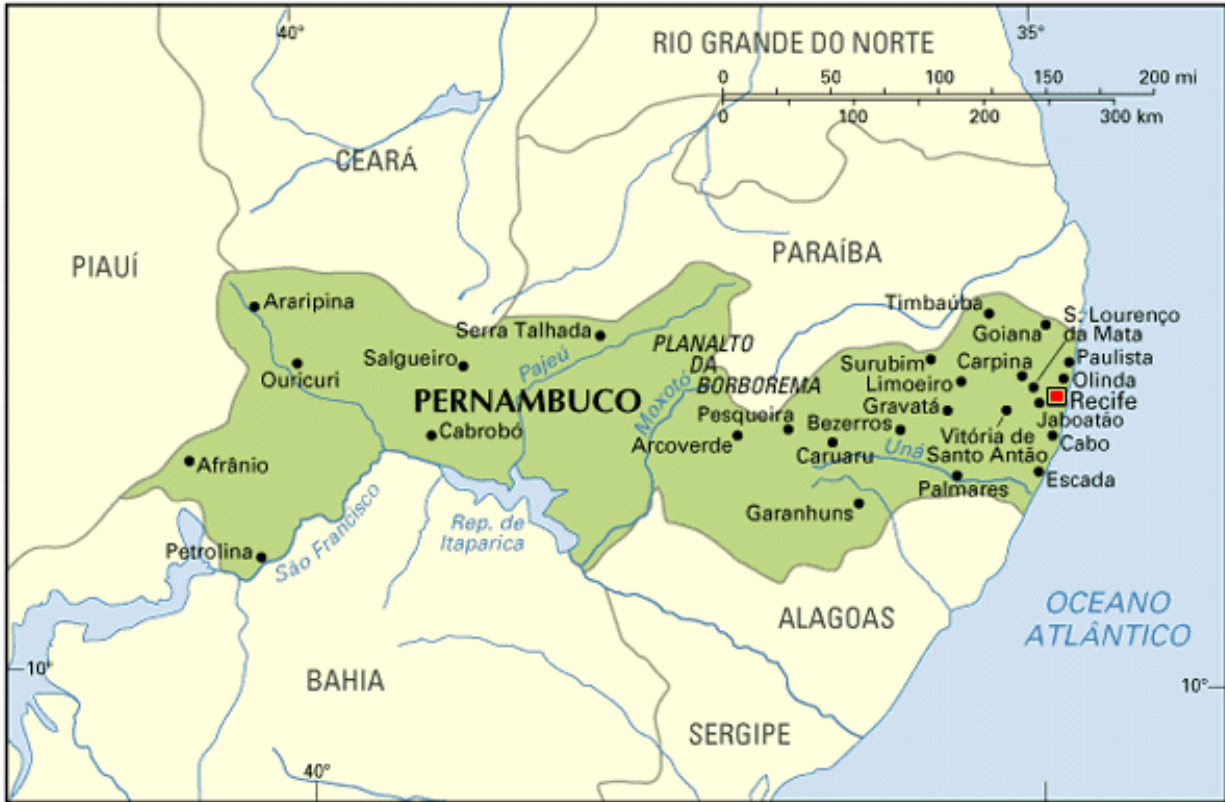 40°
35°
RIO GRANDE DO NORTE
0 50 100 150 200 mi
0 100 200 300 km
CEARÁ
PIAUÍ
PARAÍBA
Araripina
Timbaúba
S. Lourenço
da Mata
Goiana
Serra Talhada
PLANALTO
DA
BORBOREMA
Salgueiro
Pajeú
Surubim
Carpina
Paulista
Ouricuri
Limoeiro
Olinda
PERNAMBUCO
Moxotó
Gravatá
Recife
Pesqueira
Bezerros
Jaboatão
Cabrobó
Arcoverde
Caruaru
Uná
Vitória de
Santo Antão
Cabo
Afrânio
Palmares
Escada
Garanhuns
Rep. de
Itaparica
Petrolina
São Francisco
OCEANO
ATLÂNTICO
ALAGOAS
10°
BAHIA
10°
SERGIPE
40°